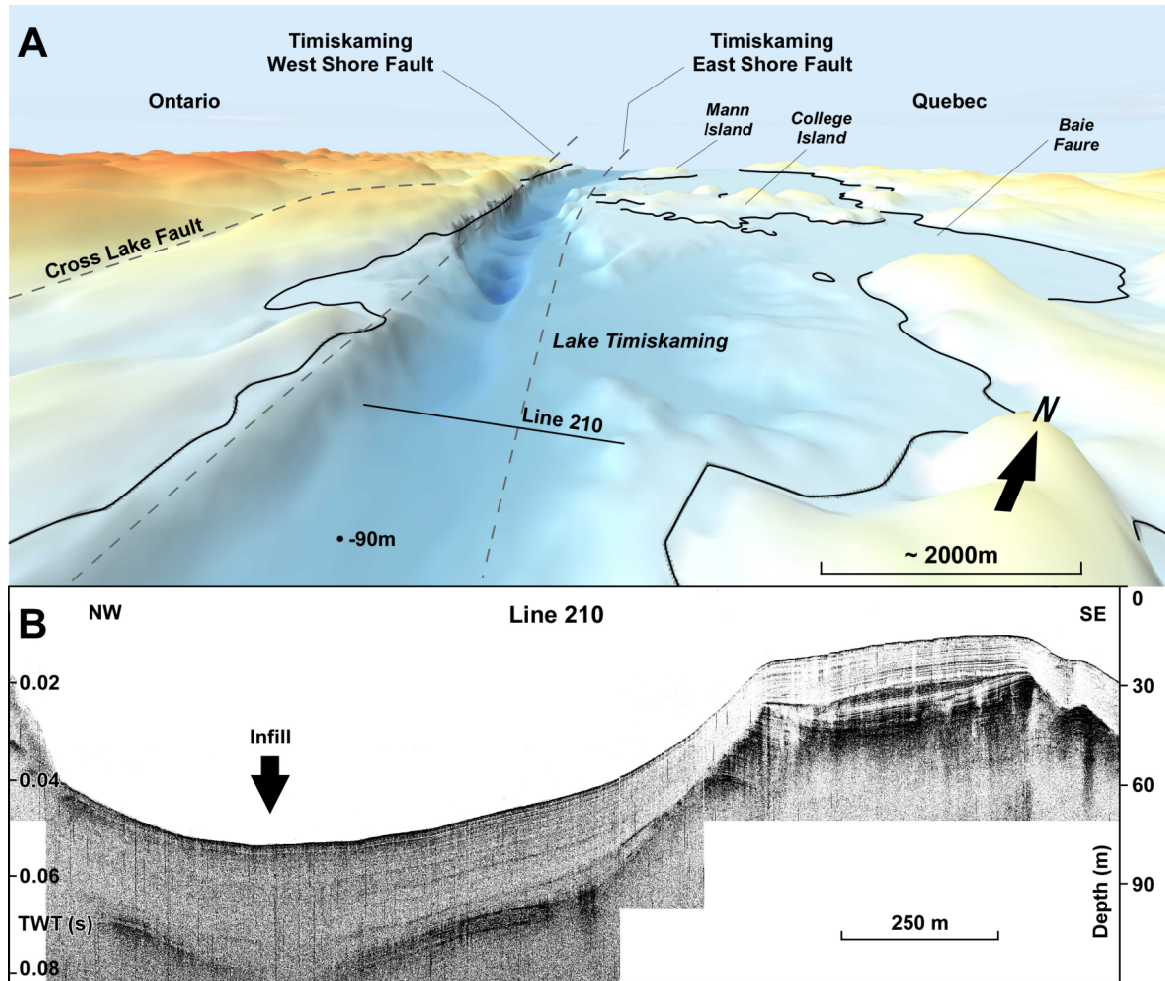 A
Timiskaming
West Shore Fault
Timiskaming
East Shore Fault
Ontario
Quebec
Mann
Island
College
Island
Baie
Faure
Cross Lake Fault
Lake Timiskaming
Line 210
N
• -90m
~ 2000m
B
NW
Line 210
SE
0
0.02
30
Infill
0.04
60
0.06
90
TWT (s)
Depth (m)
250 m
0.08